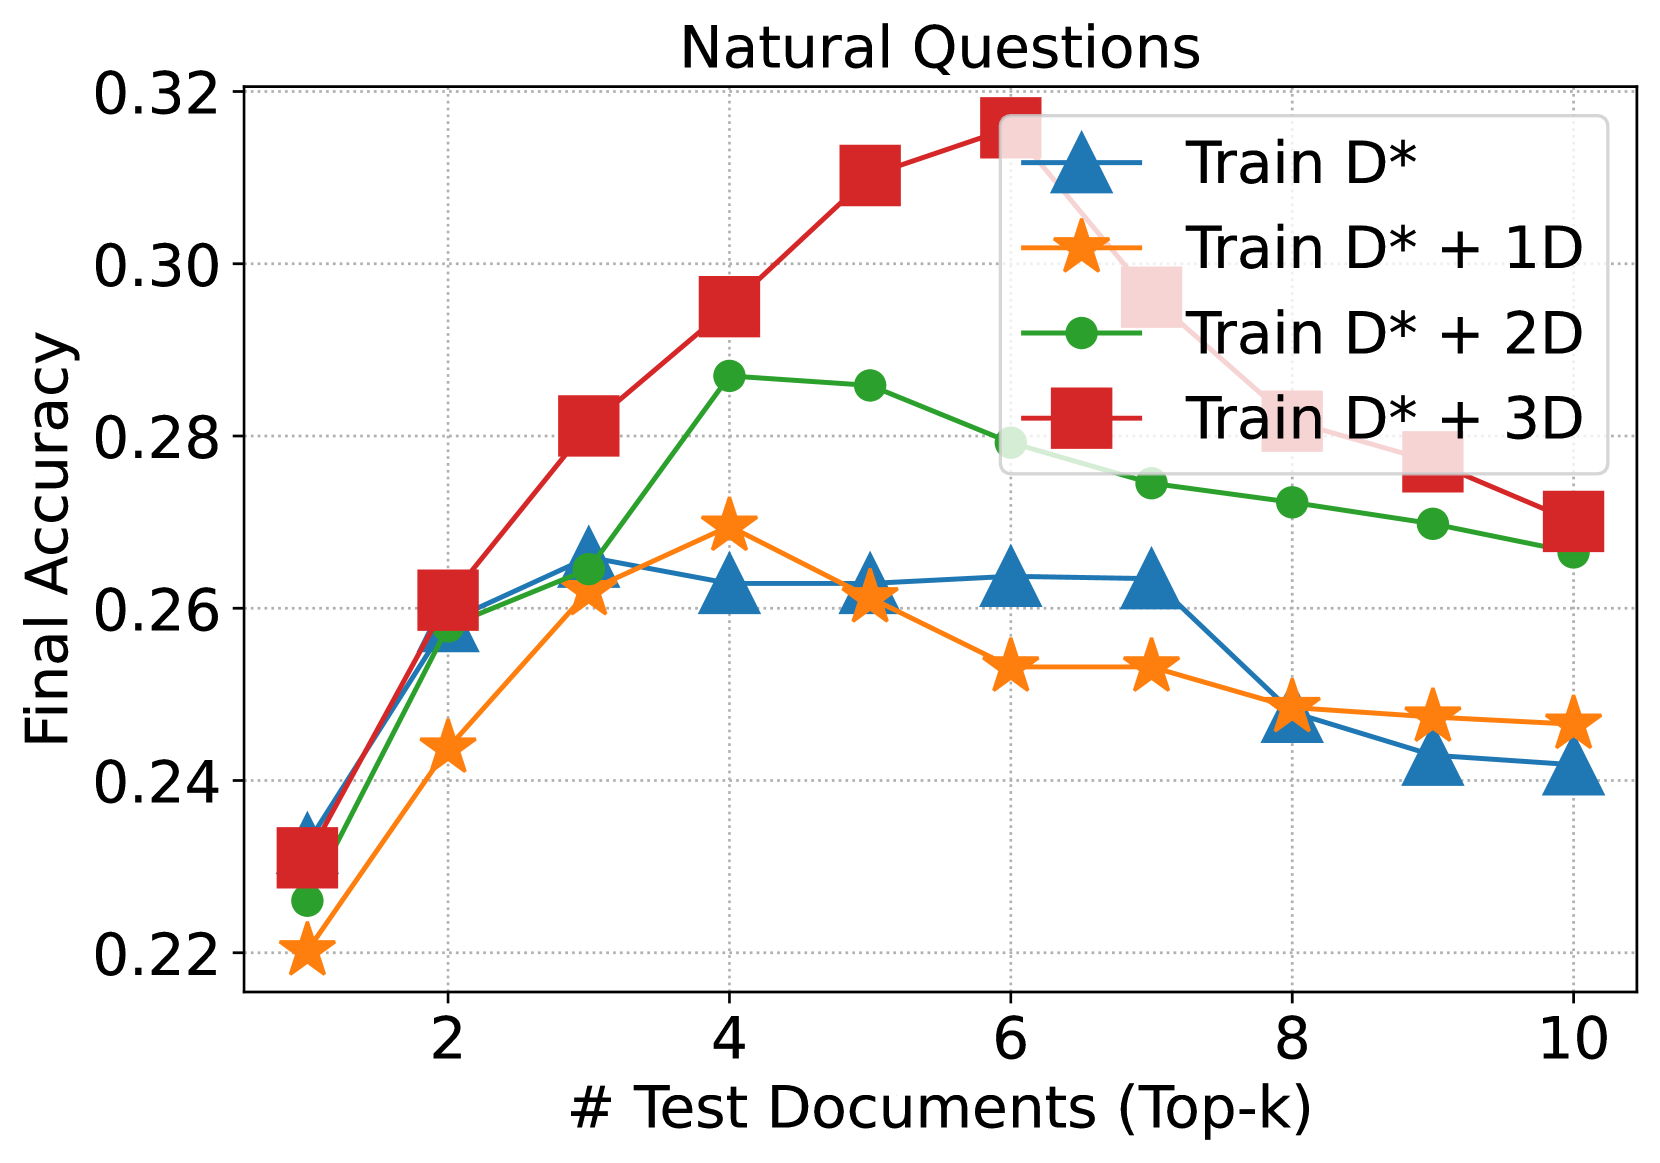 Natural Questions
0.32
0.30
0.28
0.26
0.24
0.22
Final Accuracy
Train D*
Train D* + 1D
Train D* + 2D
Train D* + 3D
2 4 6 8 10
# Test Documents (Top-k)